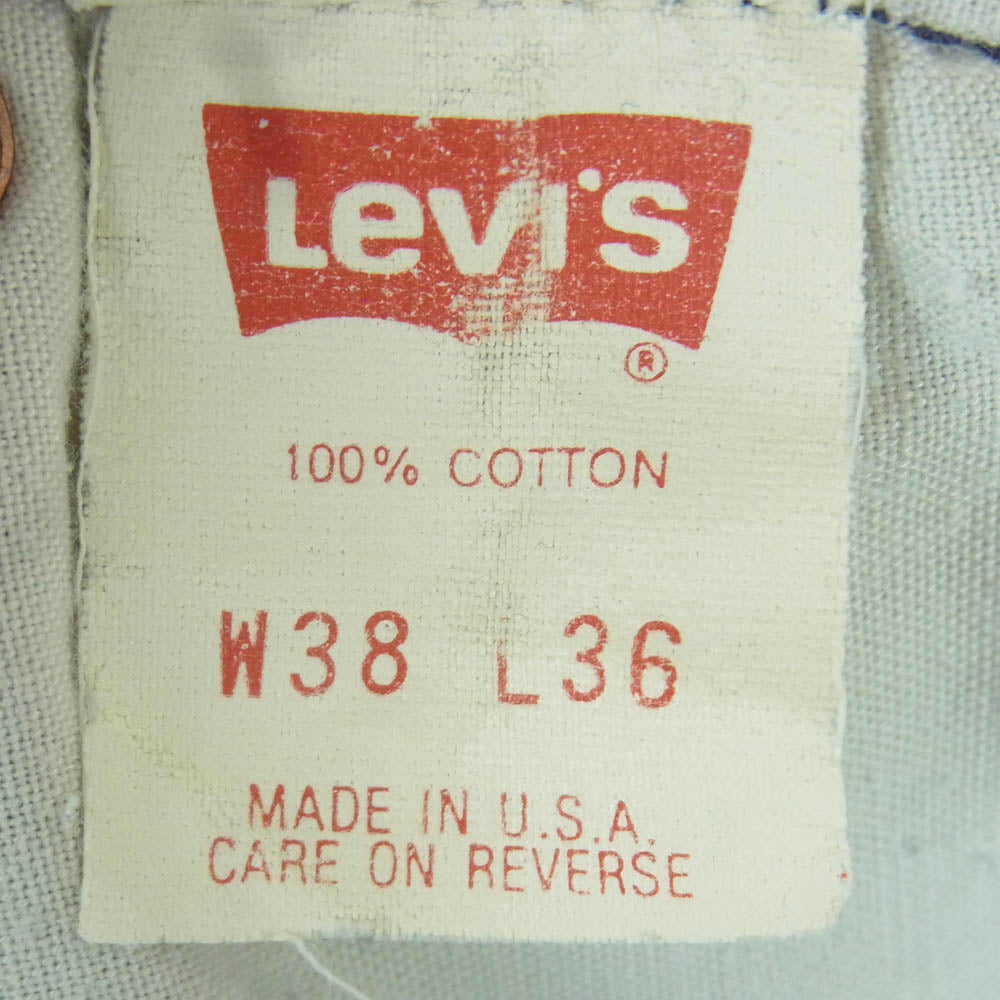 Levi's
®
100% COTTON
W38 L36
MADE IN U.S.A.
CARE ON REVERSE